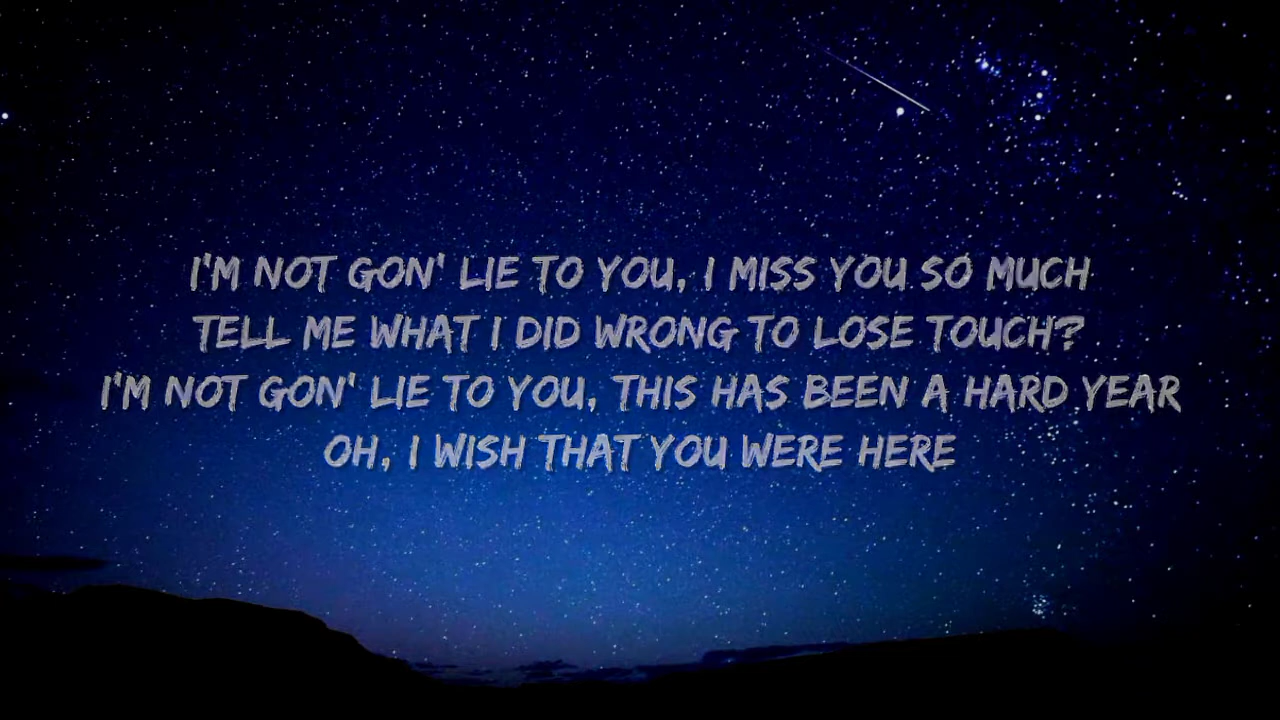 I'M NOT GON' LIE TO YOU, I MISS YOU SO MUCH
TELL ME WHAT I DID WRONG TO LOSE TOUCH?
I'M NOT GON' LIE TO YOU, THIS HAS BEEN A HARD YEAR
OH, I WISH THAT YOU WERE HERE